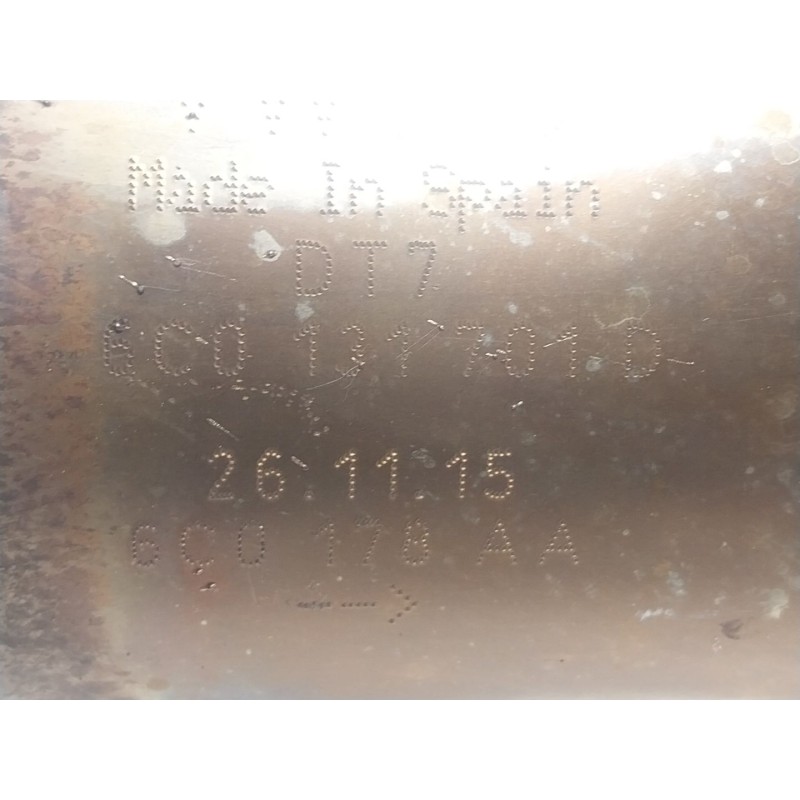 Made In Spain
DT7
6C0 131 701 D
26.11.15
6C0 178 AA